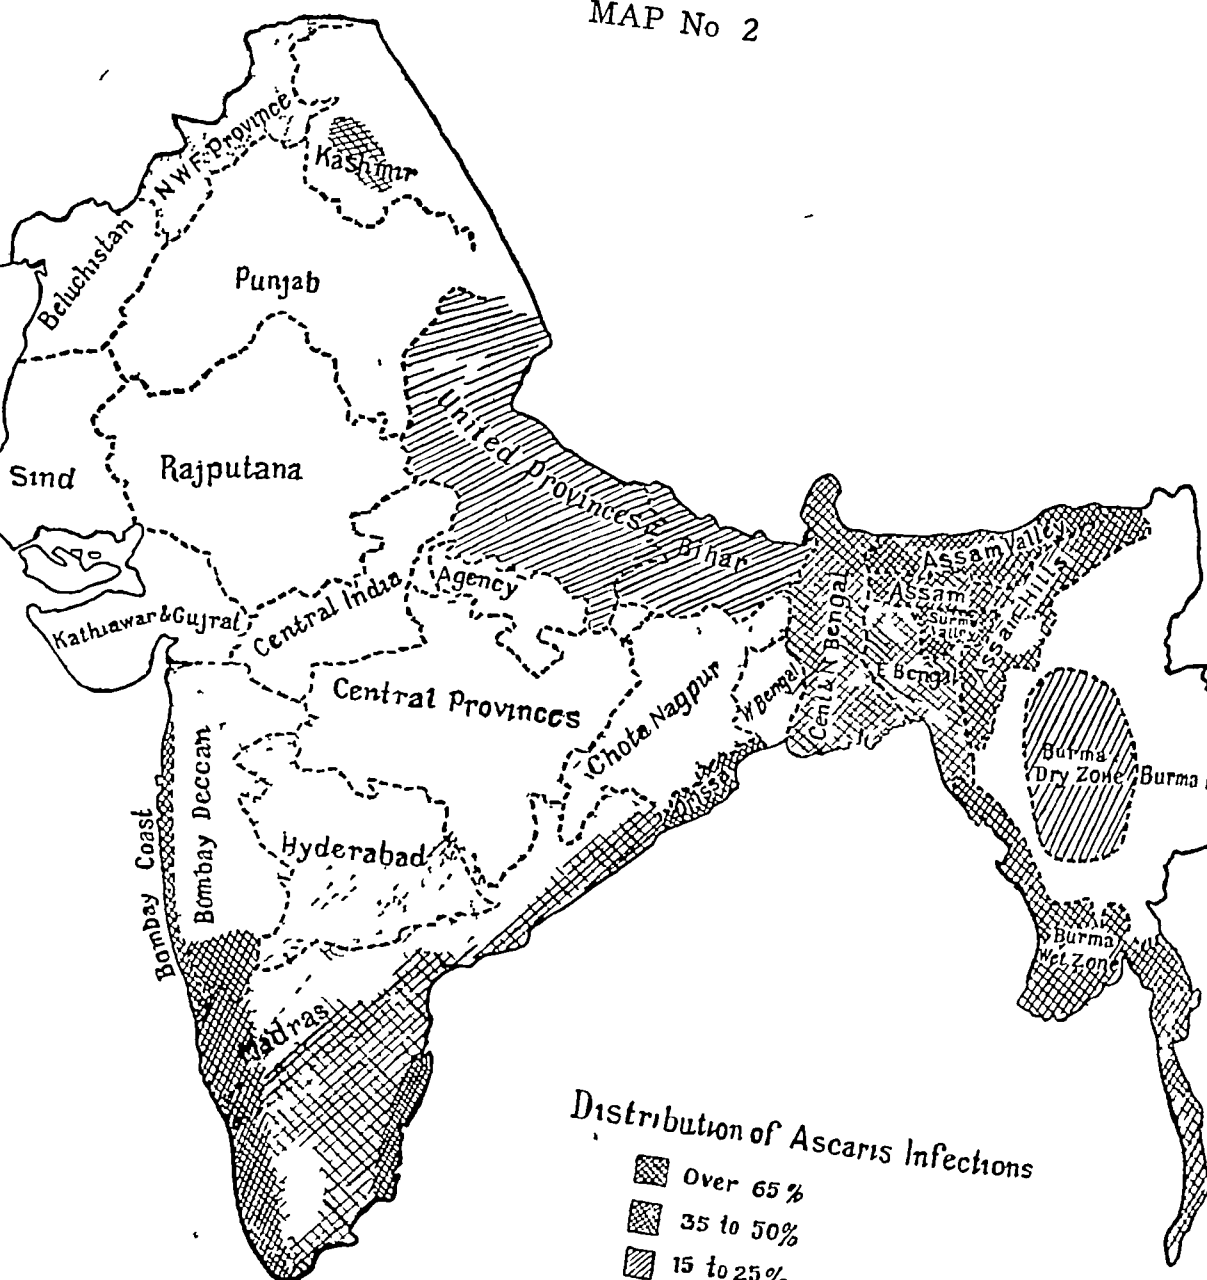 MAP No 2
N W F. Province
Kashmir
Beluchistan
Punjab
United Provinces & Bihar
Sind
Rajputana
Assam Valley
Assam Hills
Assam
Surma
Valley
Agency
Central India
Kathiawar & Gujrat
Cent. & N Bengal
E Bengal
W Bengal
Central Provinces
Chota Nagpur
Burma
Dry Zone
Burma
Orissa
Bombay Deccan
Bombay Coast
Hyderabad
Burma
Wet Zone
Madras
Distribution of Ascaris Infections
Over 65%
35 to 50%
15 to 25%